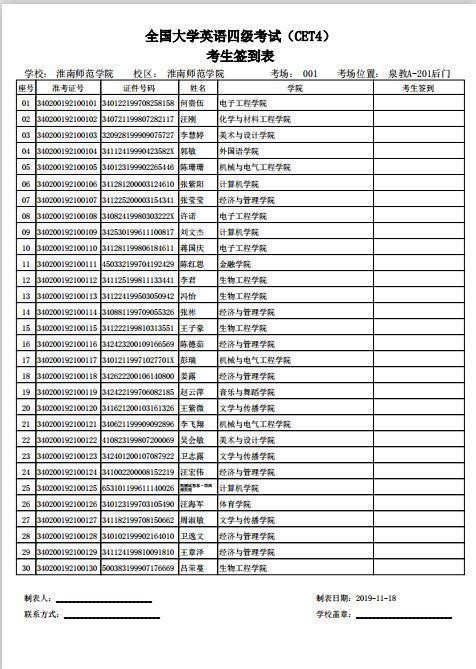 全国大学英语四级考试（CET4）
考生签到表
学校： 淮南师范学院 校区： 淮南师范学院 考场： 001 考场位置： 泉教A-201后门
座号 准考证号 证件号码 姓名 学院 考生签到
01 340200192100101 340122199708258158 何贵伍 电子工程学院
02 340200192100102 340721199807282117 汪刚 化学与材料工程学院
03 340200192100103 320928199909075727 李慧婷 美术与设计学院
04 340200192100104 34112419990423582X 郭敏 外国语学院
05 340200192100105 340123199902265446 陈珊珊 机械与电气工程学院
06 340200192100106 341281200003124610 张紫阳 计算机学院
07 340200192100107 341225200003154341 张莹莹 经济与管理学院
08 340200192100108 34082419980303222X 许诺 电子工程学院
09 340200192100109 342530199611100817 刘文杰 计算机学院
10 340200192100110 341281199806184611 蒋国庆 电子工程学院
11 340200192100111 450332199704192429 陈红思 金融学院
12 340200192100112 341125199811133441 李君 生物工程学院
13 340200192100113 341224199503050942 冯怡 生物工程学院
14 340200192100114 340881199709055326 张彬 经济与管理学院
15 340200192100115 341222199810313551 王子豪 生物工程学院
16 340200192100116 342423200109166569 陈德茹 经济与管理学院
17 340200192100117 34012119971027701X 彭瑞 机械与电气工程学院
18 340200192100118 342622200106140800 姜露 经济与管理学院
19 340200192100119 342422199706082185 赵云萍 音乐与舞蹈学院
20 340200192100120 341621200103161326 王紫微 文学与传播学院
21 340200192100121 340621199909092896 李飞翔 机械与电气工程学院
22 340200192100122 410823199807200069 吴会敏 美术与设计学院
23 340200192100123 342401200107087922 卫志露 文学与传播学院
24 340200192100124 341002200008152219 汪宏伟 经济与管理学院
25 340200192100125 653101199611140026 计算机学院
26 340200192100126 340123199703105490 汪海军 体育学院
27 340200192100127 341182199708150662 周淑敏 文学与传播学院
28 340200192100128 340102199902164010 卫逸文 经济与管理学院
29 340200192100129 341124199810091810 王章泽 经济与管理学院
30 340200192100130 500383199907176669 吕荣蔓 生物工程学院
制表人： 制表日期：2019-11-18
联系方式： 学校盖章：